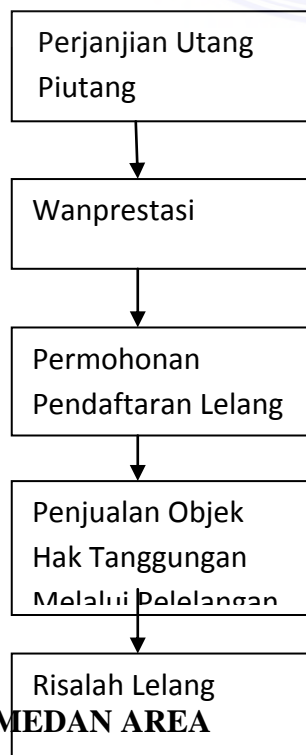 Perjanjian Utang
Piutang
Wanprestasi
Permohonan
Pendaftaran Lelang
Penjualan Objek
Hak Tanggungan
Melalui Pelelangan
Risalah Lelang
MEDAN AREA